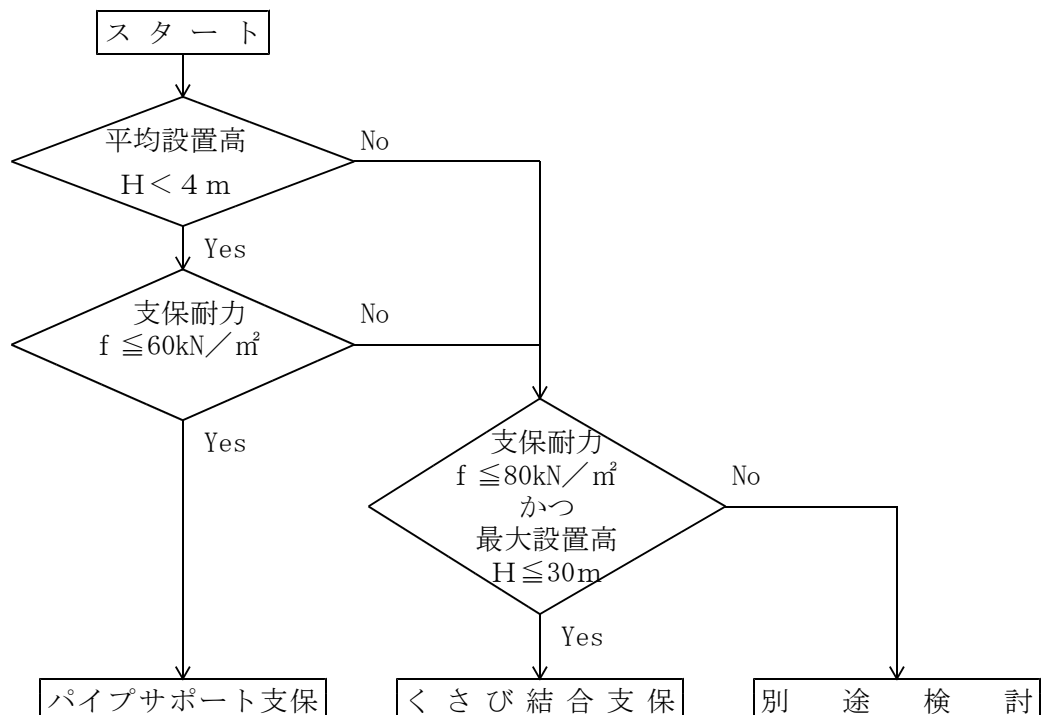 スタート
平均設置高
H<4m
No
Yes
支保耐力
f≦60kN/㎡
No
Yes
支保耐力
f≦80kN/㎡
かつ
最大設置高
H≦30m
No
Yes
パイプサポート支保
くさび結合支保
別途検討